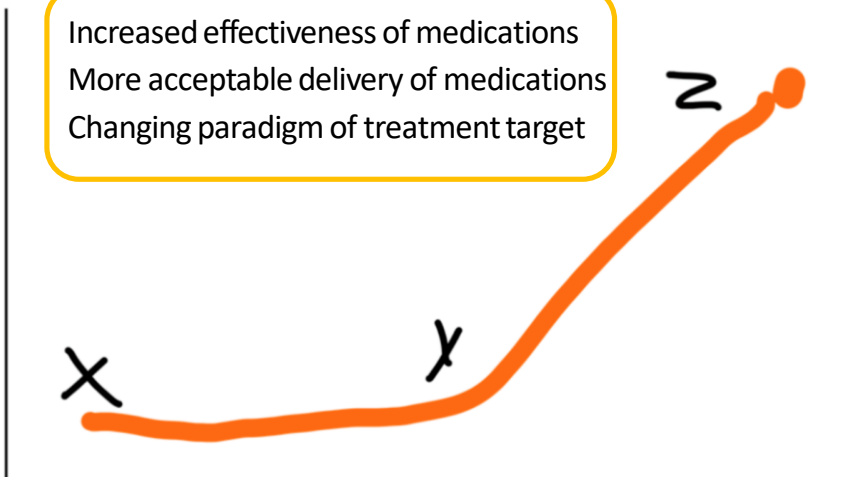 Increased effectiveness of medications
More acceptable delivery of medications
Changing paradigm of treatment target
Z
Y
X